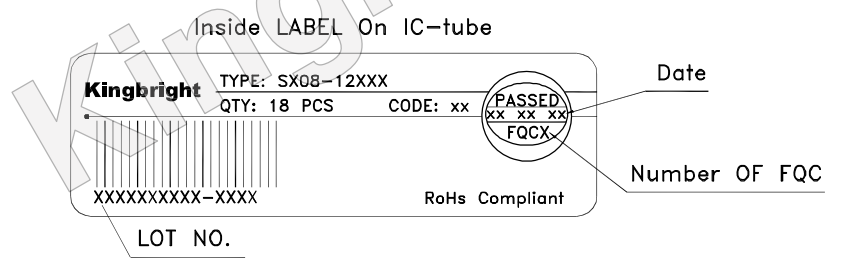 Inside LABEL On IC-tube
Kingbright
TYPE: SX08-12XXX
QTY: 18 PCS CODE: xx
PASSED
xx xx xx
FQCX
Date
Number OF FQC
XXXXXXXXXX-XXXX
RoHs Compliant
LOT NO.